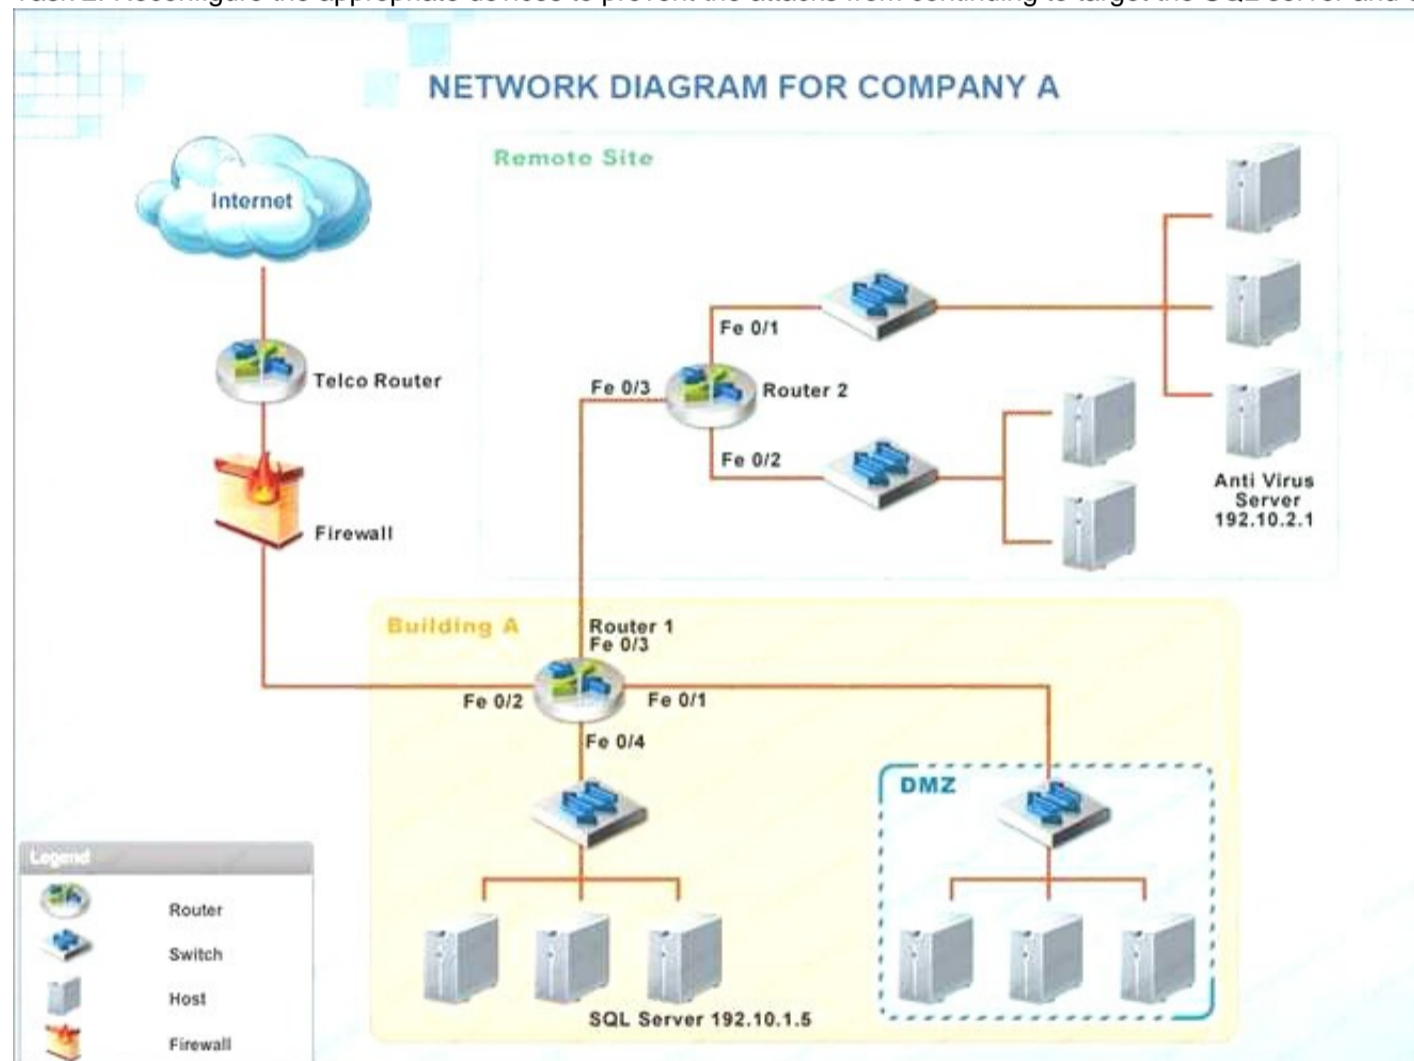 NETWORK DIAGRAM FOR COMPANY A
Remote Site
Internet
Fe 0/1
Telco Router
Fe 0/3
Router 2
Fe 0/2
Anti Virus
Server
192.10.2.1
Firewall
Building A
Router 1
Fe 0/3
Fe 0/2
Fe 0/1
Fe 0/4
DMZ
SQL Server 192.10.1.5
Legend
Router
Switch
Host
Firewall